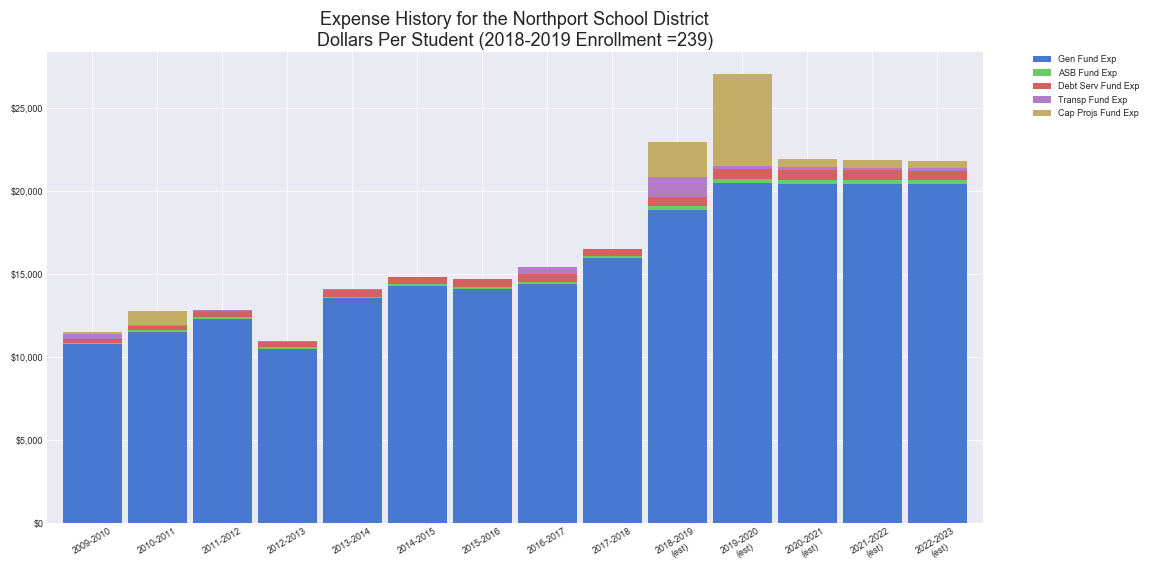 Expense History for the Northport School District
Dollars Per Student (2018-2019 Enrollment =239)
Gen Fund Exp
ASB Fund Exp
Debt Serv Fund Exp
Transp Fund Exp
Cap Projs Fund Exp
$25,000
$20,000
$15,000
$10,000
$5,000
$0
2009-2010
2010-2011
2011-2012
2012-2013
2013-2014
2014-2015
2015-2016
2016-2017
2017-2018
2018-2019
(est)
2019-2020
(est)
2020-2021
(est)
2021-2022
(est)
2022-2023
(est)